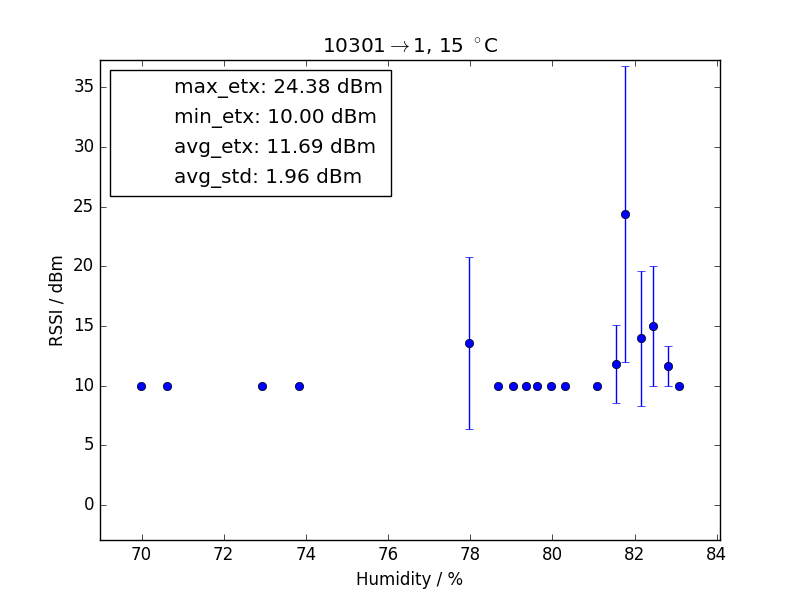 10301→1, 15 °C
max_etx: 24.38 dBm
min_etx: 10.00 dBm
avg_etx: 11.69 dBm
avg_std: 1.96 dBm
RSSI / dBm
35
30
25
20
15
10
5
0
70 72 74 76 78 80 82 84
Humidity / %